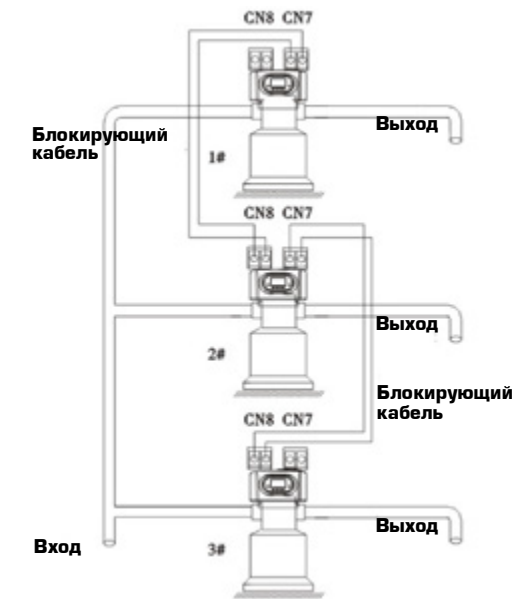 CN8 CN7
Выход
Блокирующий
кабель
1#
CN8 CN7
Выход
2#
Блокирующий
кабель
CN8 CN7
Выход
Вход
3#